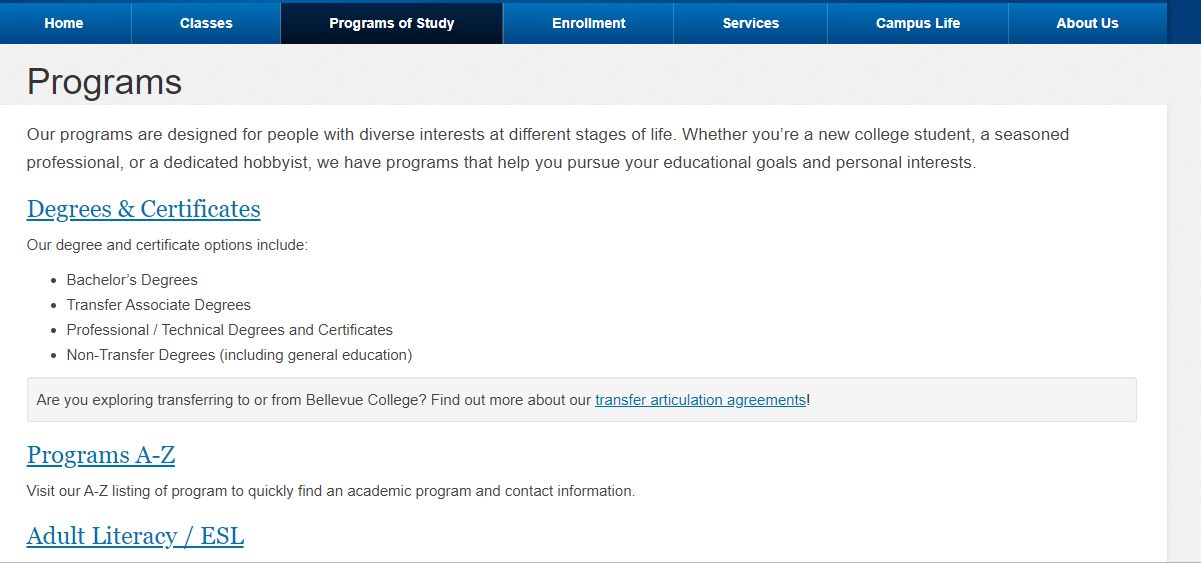 Home Classes Programs of Study Enrollment Services Campus Life About Us
Programs
Our programs are designed for people with diverse interests at different stages of life. Whether you’re a new college student, a seasoned
professional, or a dedicated hobbyist, we have programs that help you pursue your educational goals and personal interests.
Degrees & Certificates
Our degree and certificate options include:
• Bachelor’s Degrees
• Transfer Associate Degrees
• Professional / Technical Degrees and Certificates
• Non-Transfer Degrees (including general education)
Are you exploring transferring to or from Bellevue College? Find out more about our transfer articulation agreements!
Programs A-Z
Visit our A-Z listing of program to quickly find an academic program and contact information.
Adult Literacy / ESL